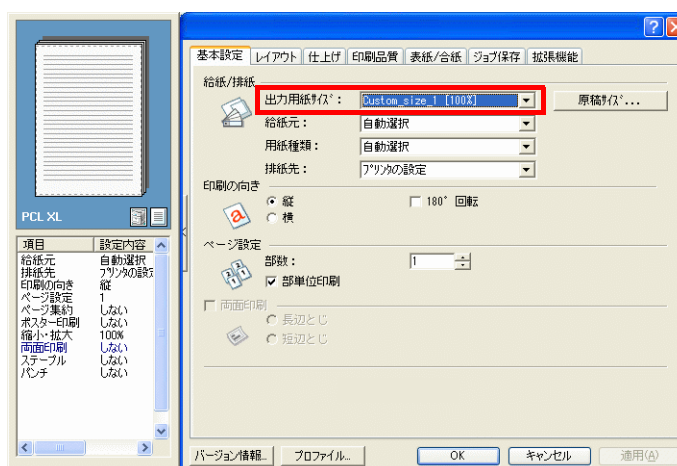 基本設定 レイアウト 仕上げ 印刷品質 表紙/合紙 ジョブ保存 拡張機能
給紙/排紙
出力用紙ｻｲｽﾞ： Custom_size_1 [100%] 原稿ｻｲｽﾞ...
給紙元： 自動選択
用紙種類： 自動選択
排紙先： ﾌﾟﾘﾝﾀの設定
印刷の向き
縦 180° 回転
横
ページ設定
部数： 1
部単位印刷
両面印刷
長辺とじ
短辺とじ
PCL XL
項目 設定内容
給紙元 自動選択
排紙先 ﾌﾟﾘﾝﾀの設定
印刷の向き 縦
ページ設定 1
ページ集約 しない
ポスター印刷 しない
縮小･拡大 100%
両面印刷 しない
ステープル しない
パンチ しない
バージョン情報... プロファイル... OK キャンセル 適用(A)